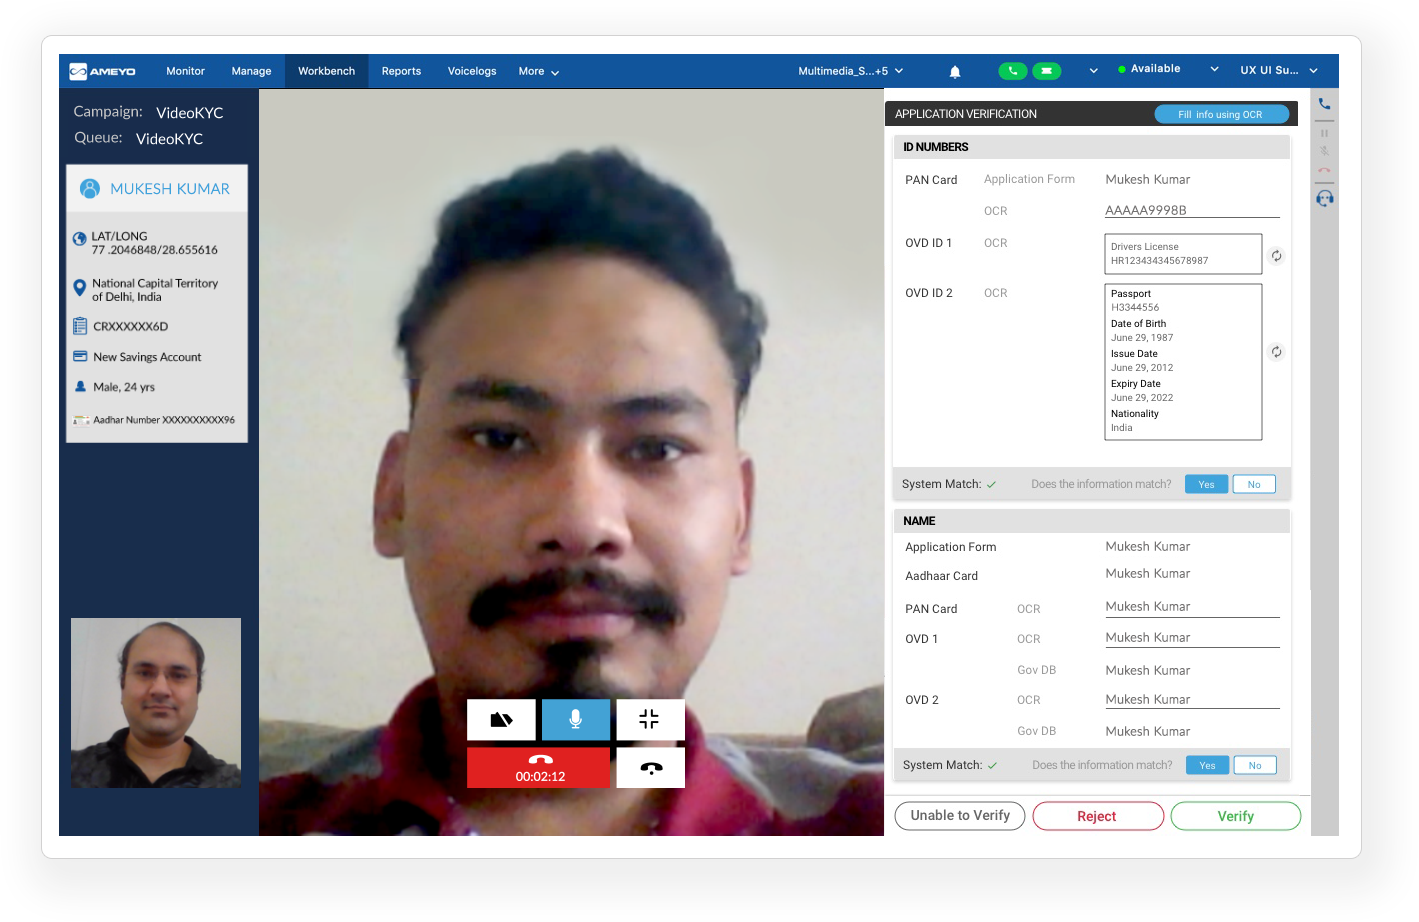 AMEYO Monitor Manage Workbench Reports Voicelogs More Multimedia_S...+5 Available UX UI Su...
Campaign: VideoKYC
Queue: VideoKYC
MUKESH KUMAR
LAT/LONG
77 .2046848/28.655616
National Capital Territory
of Delhi, India
CRXXXXXX6D
New Savings Account
Male, 24 yrs
Aadhar Number XXXXXXXXXX96
00:02:12
APPLICATION VERIFICATION Fill info using OCR
ID NUMBERS
PAN Card Application Form Mukesh Kumar
OCR AAAAA9998B
OVD ID 1 OCR Drivers License
HR123434345678987
OVD ID 2 OCR Passport
H3344556
Date of Birth
June 29, 1987
Issue Date
June 29, 2012
Expiry Date
June 29, 2022
Nationality
India
System Match: Does the information match? Yes No
NAME
Application Form Mukesh Kumar
Aadhaar Card Mukesh Kumar
PAN Card OCR Mukesh Kumar
OVD 1 OCR Mukesh Kumar
Gov DB Mukesh Kumar
OVD 2 OCR Mukesh Kumar
Gov DB Mukesh Kumar
System Match: Does the information match? Yes No
Unable to Verify Reject Verify